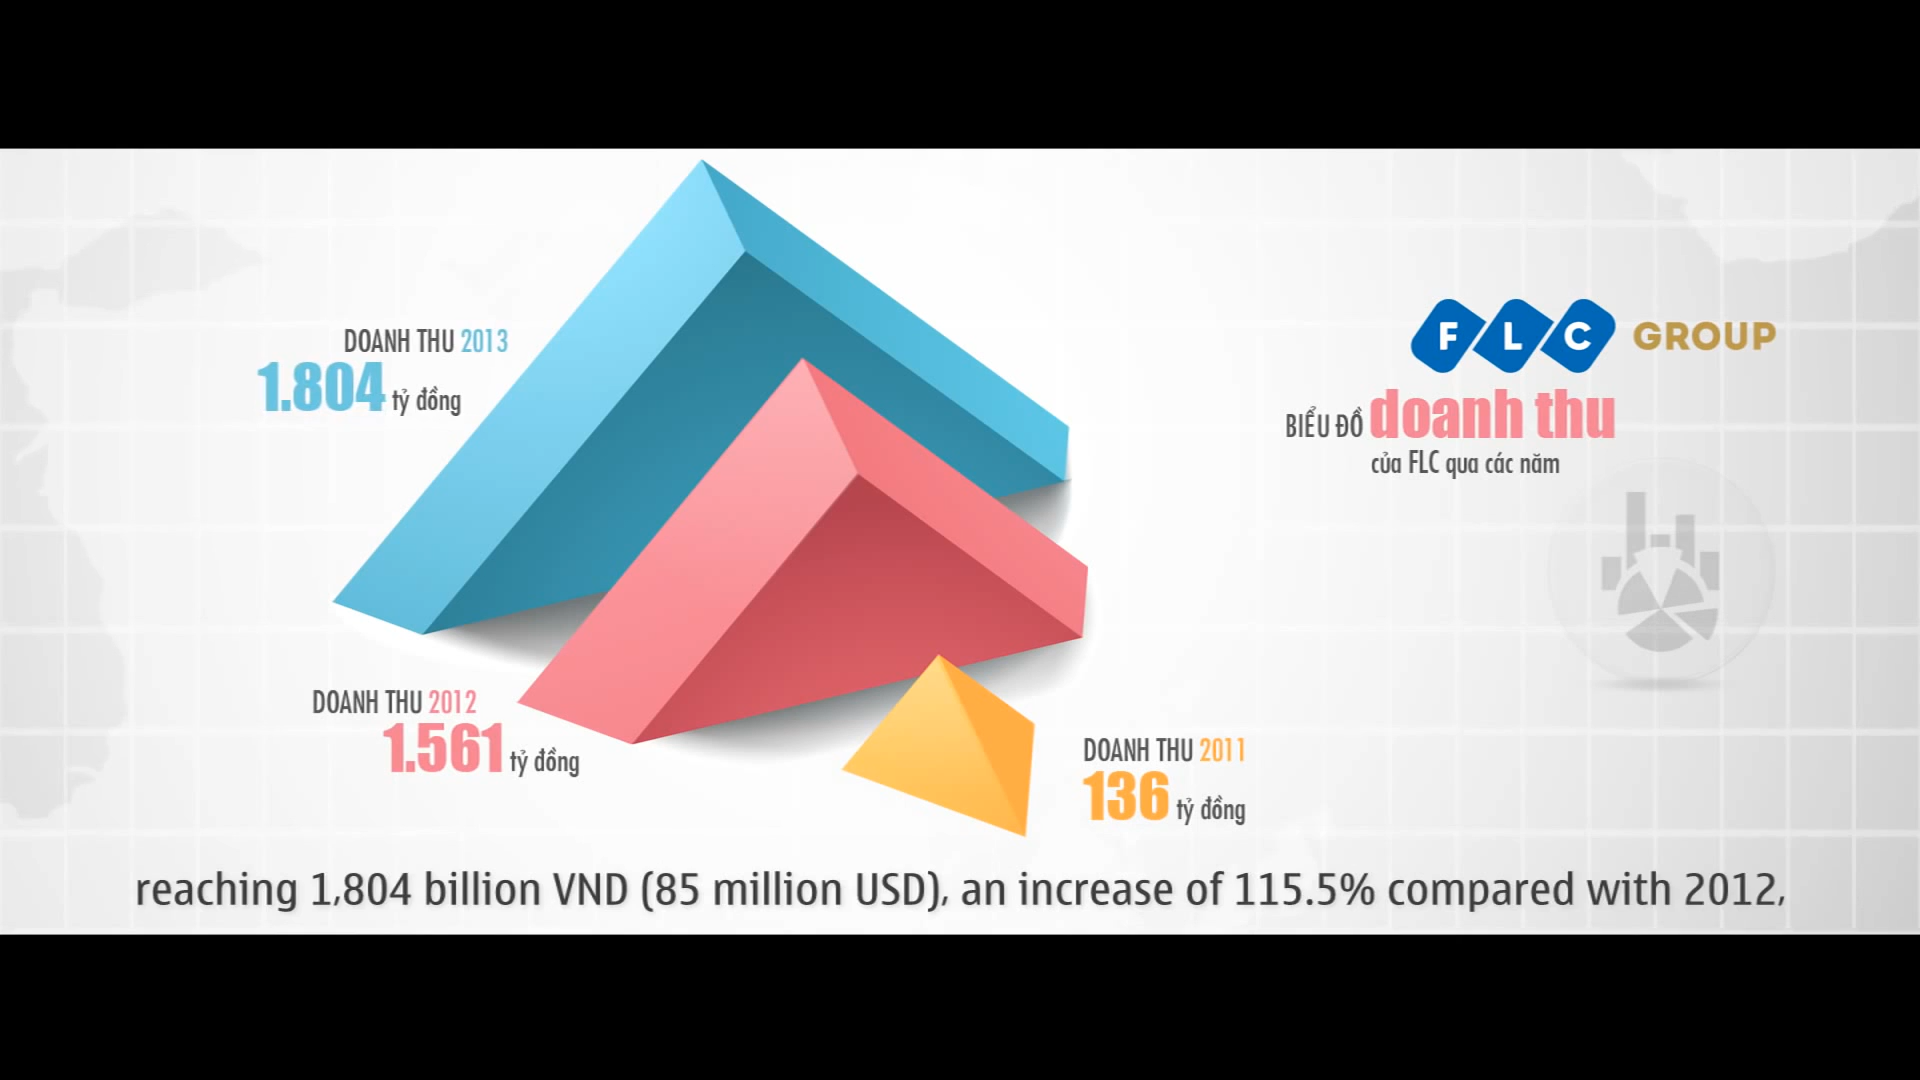 FLC GROUP
BIỂU ĐỒ doanh thu
của FLC qua các năm
DOANH THU 2013
1.804 tỷ đồng
DOANH THU 2012
1.561 tỷ đồng
DOANH THU 2011
136 tỷ đồng
reaching 1,804 billion VND (85 million USD), an increase of 115.5% compared with 2012,